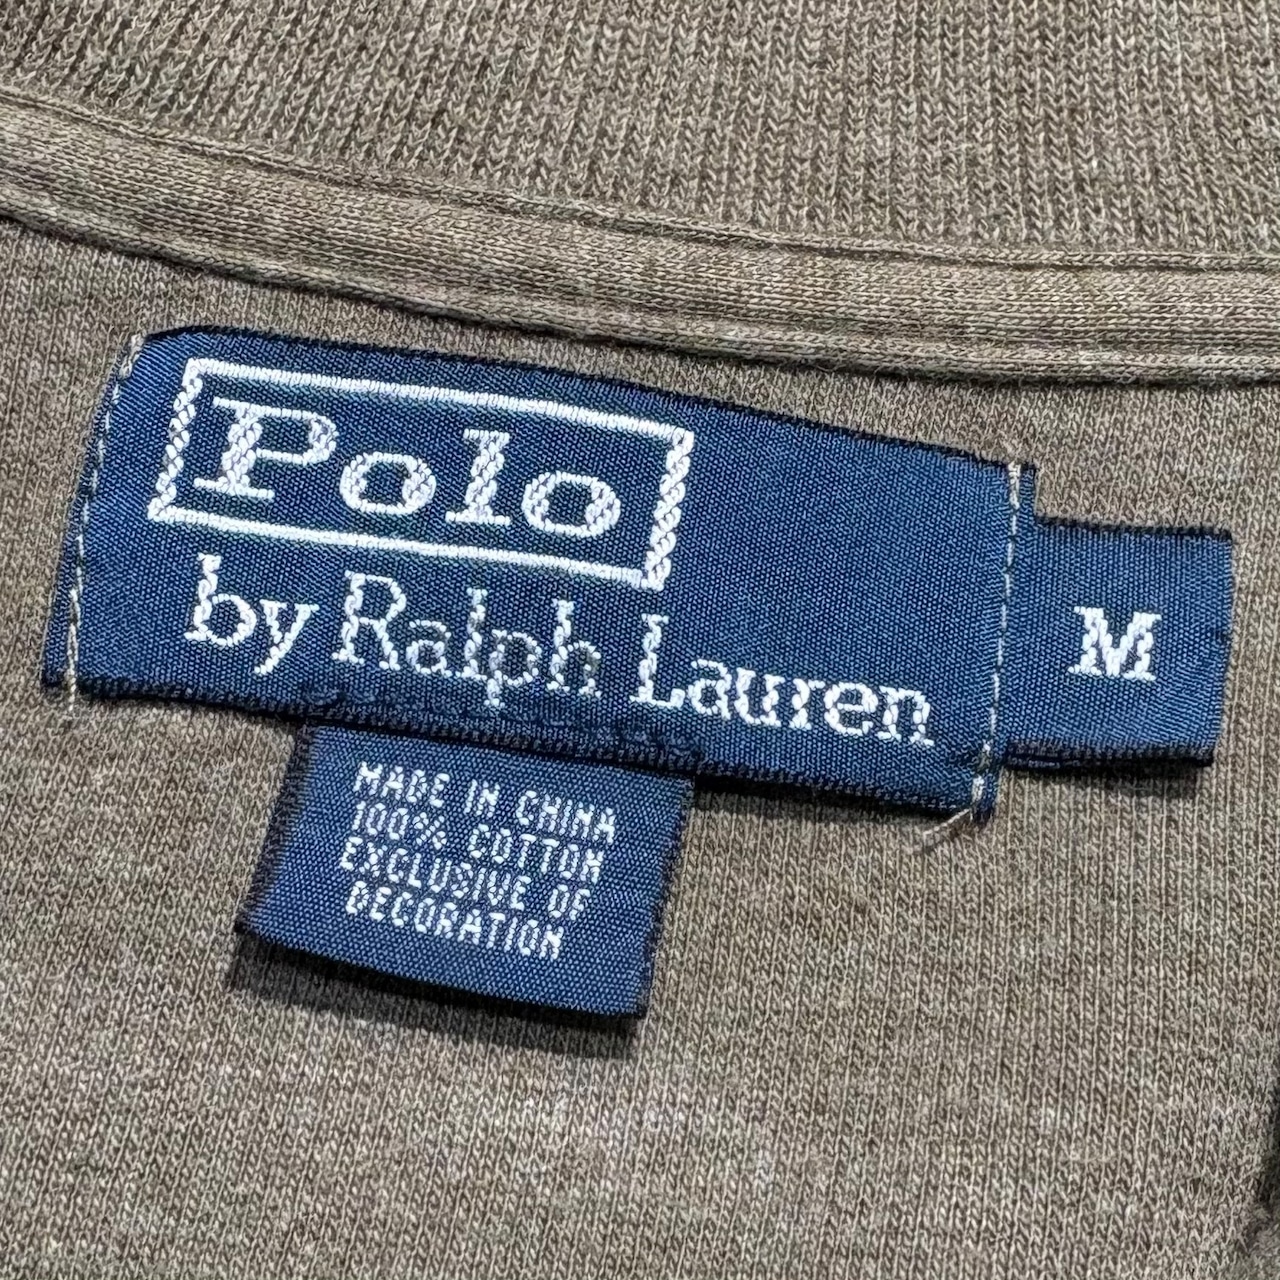 Polo
by Ralph Lauren
M
MADE IN CHINA
100% COTTON
EXCLUSIVE OF
DECORATION